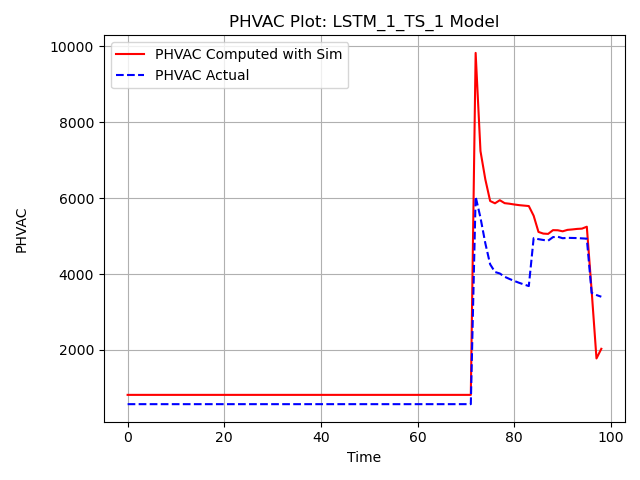 PHVAC Plot: LSTM_1_TS_1 Model
PHVAC Computed with Sim
PHVAC Actual
10000
8000
6000
4000
2000
PHVAC
0 20 40 60 80 100
Time